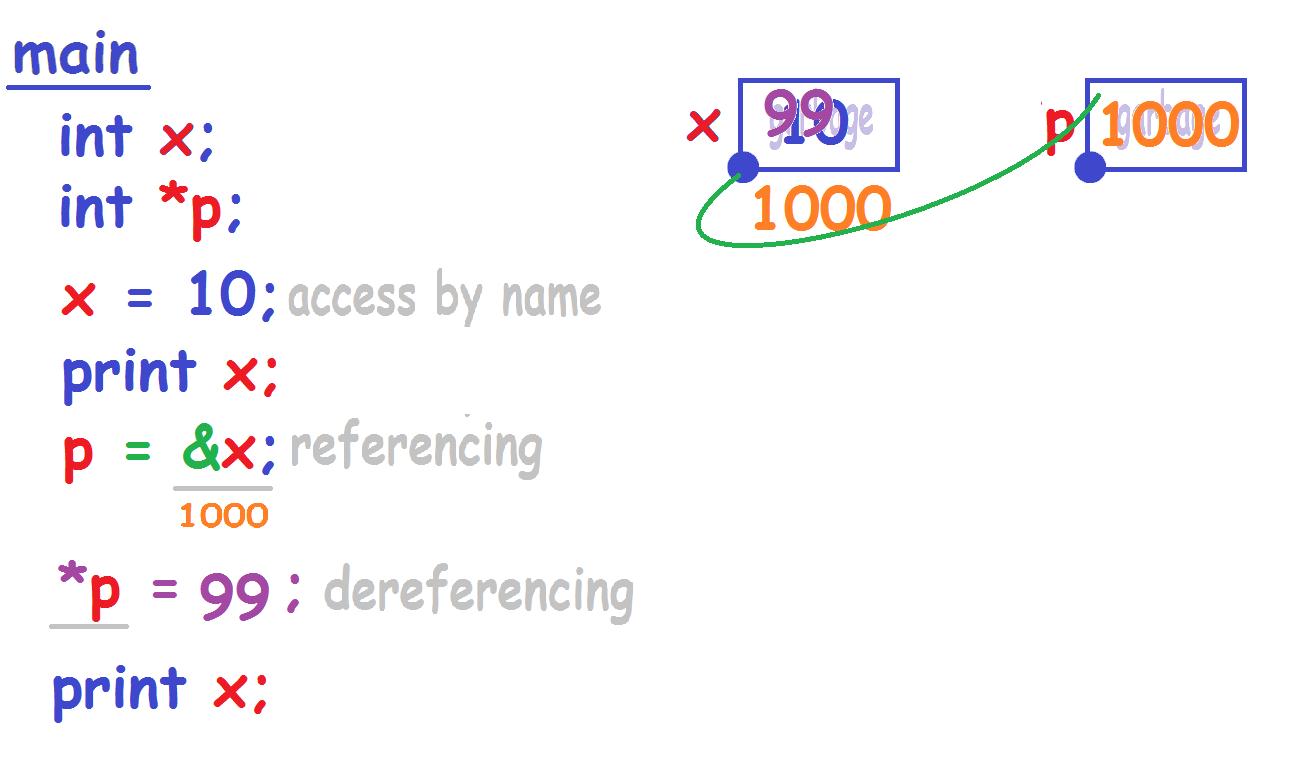 main
int x;
int *p;
x = 10; access by name
print x;
p = &x; referencing
1000
*p = 99 ; dereferencing
print x;
x garbage 10 99
1000
p garbage 1000